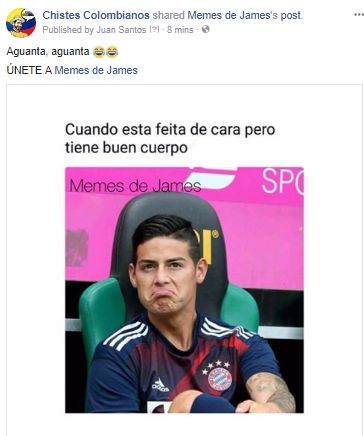 Chistes Colombianos shared Memes de James's post.
Published by Juan Santos [?] · 8 mins ·
Aguanta, aguanta 😂😂
ÚNETE A Memes de James
Cuando esta feita de cara pero
tiene buen cuerpo
Memes de James
SPO